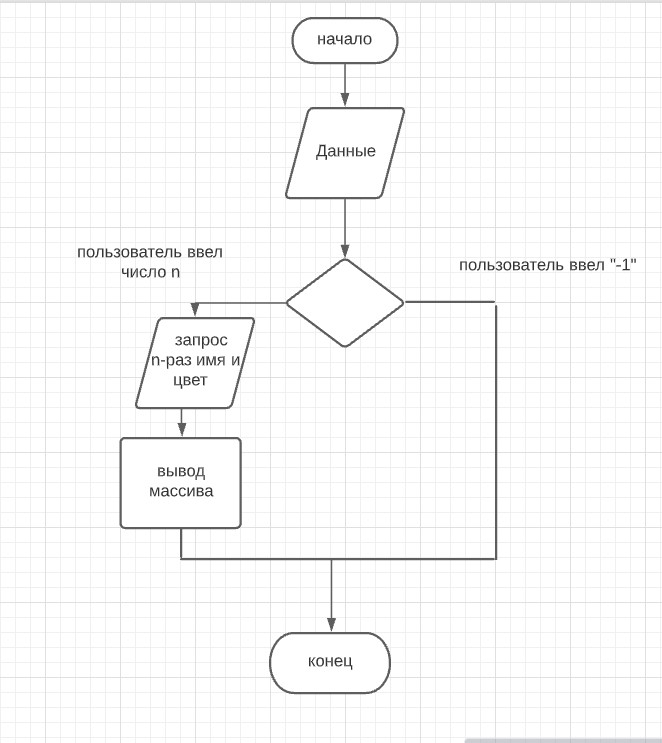 начало
Данные
пользователь ввел
число n
пользователь ввел "-1"
запрос
n-раз имя и
цвет
вывод
массива
конец